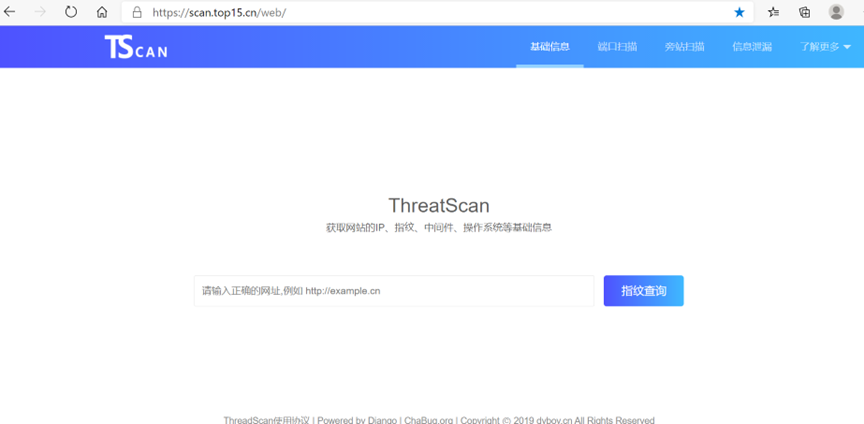 https://scan.top15.cn/web/
TSCAN 基础信息 端口扫描 旁站扫描 信息泄漏 了解更多
ThreatScan
获取网站的IP、指纹、中间件、操作系统等基础信息
请输入正确的网址,例如 http://example.cn 指纹查询
ThreadScan使用协议 | Powered by Django | ChaBug.org | Copyright © 2019 dyboy.cn All Rights Reserved